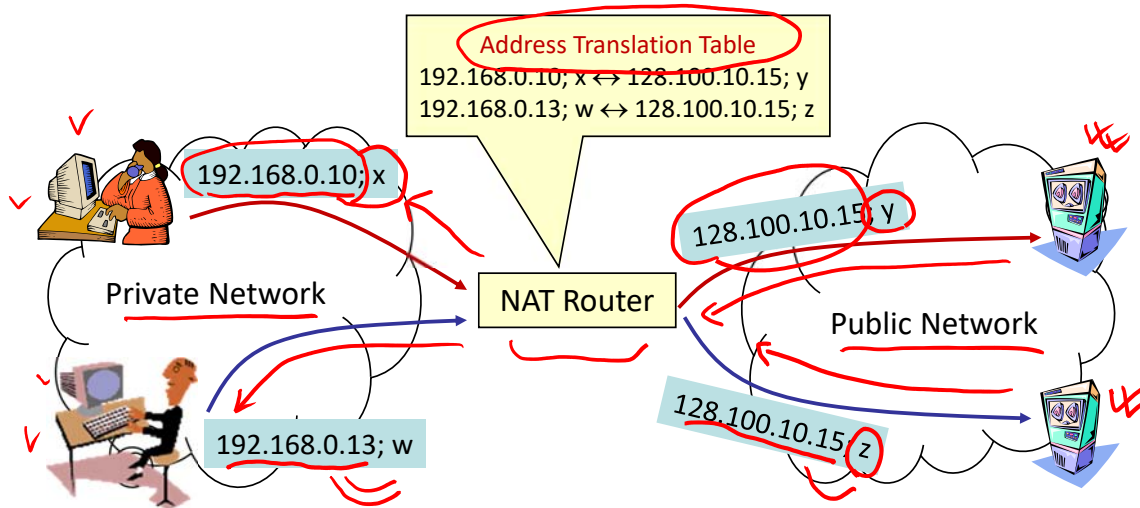 Address Translation Table
192.168.0.10; x ↔ 128.100.10.15; y
192.168.0.13; w ↔ 128.100.10.15; z
192.168.0.10; x
128.100.10.15; y
Private Network
NAT Router
Public Network
192.168.0.13; w
128.100.10.15; z